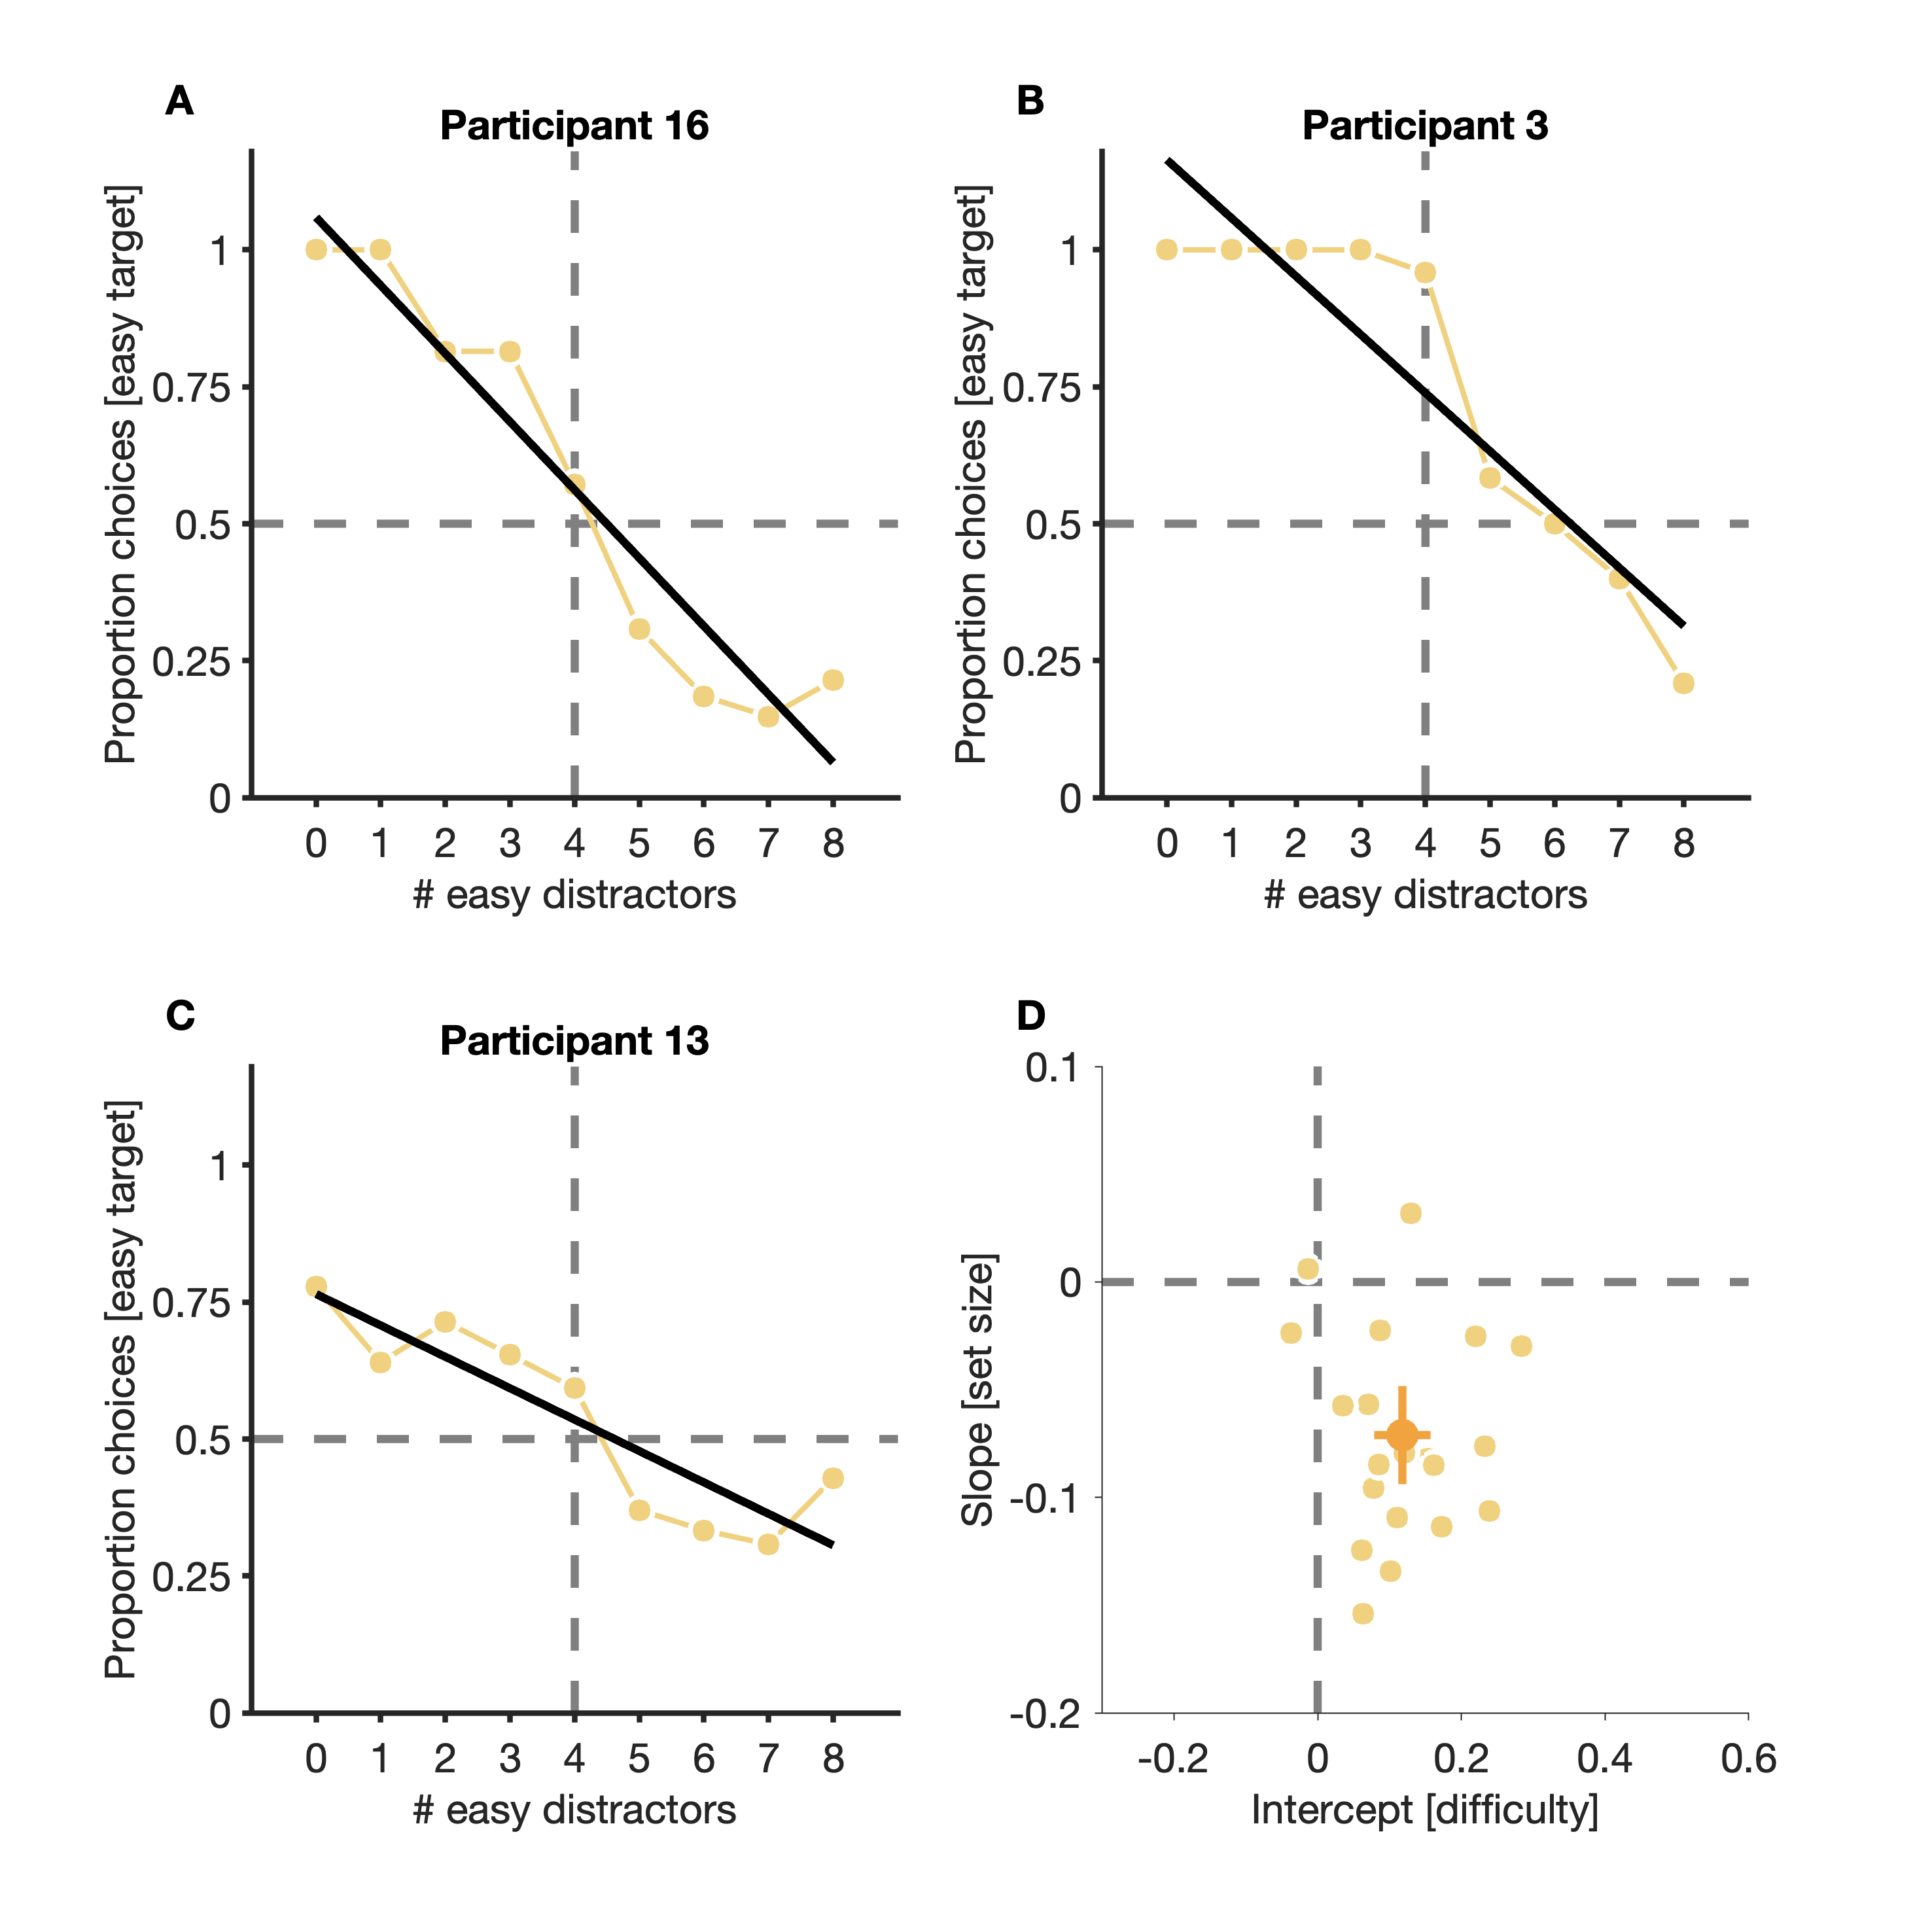 A
Participant 16
Proportion choices [easy target]
1
0.75
0.5
0.25
0
0 1 2 3 4 5 6 7 8
# easy distractors
B
Participant 3
Proportion choices [easy target]
1
0.75
0.5
0.25
0
0 1 2 3 4 5 6 7 8
# easy distractors
C
Participant 13
Proportion choices [easy target]
1
0.75
0.5
0.25
0
0 1 2 3 4 5 6 7 8
# easy distractors
D
Slope [set size]
0.1
0
-0.1
-0.2
-0.2 0 0.2 0.4 0.6
Intercept [difficulty]